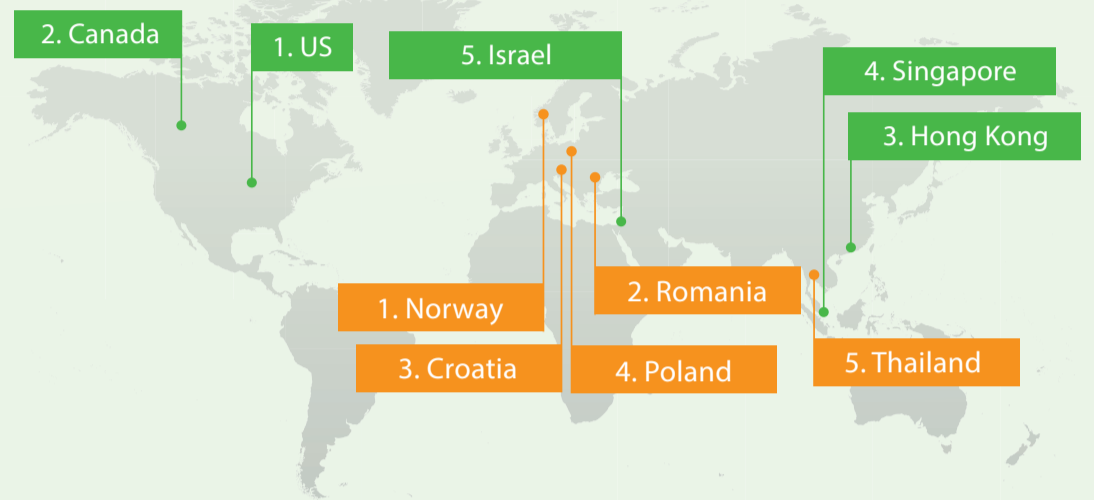 2. Canada
1. US
5. Israel
4. Singapore
3. Hong Kong
1. Norway
2. Romania
3. Croatia
4. Poland
5. Thailand